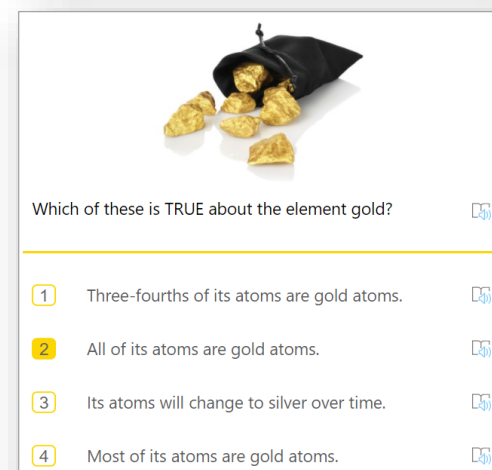 Which of these is TRUE about the element gold?
1 Three-fourths of its atoms are gold atoms.
2 All of its atoms are gold atoms.
3 Its atoms will change to silver over time.
4 Most of its atoms are gold atoms.